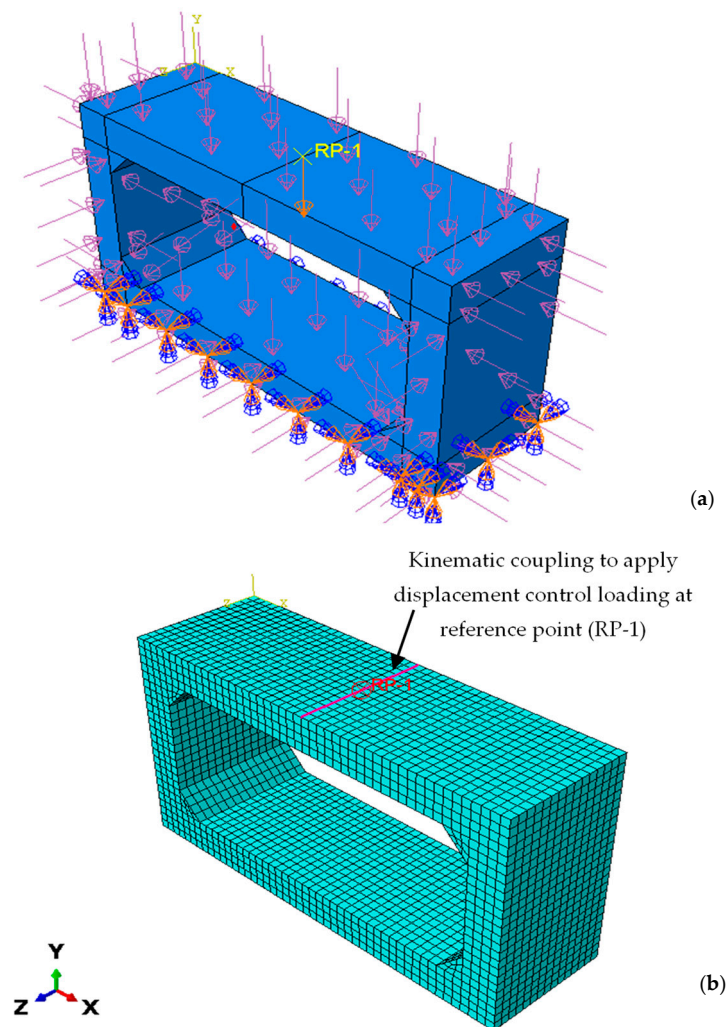 Y
Z
X
RP-1
(a)
Kinematic coupling to apply
displacement control loading at
reference point (RP-1)
Z
X
RP-1
Y
Z
X
(b)